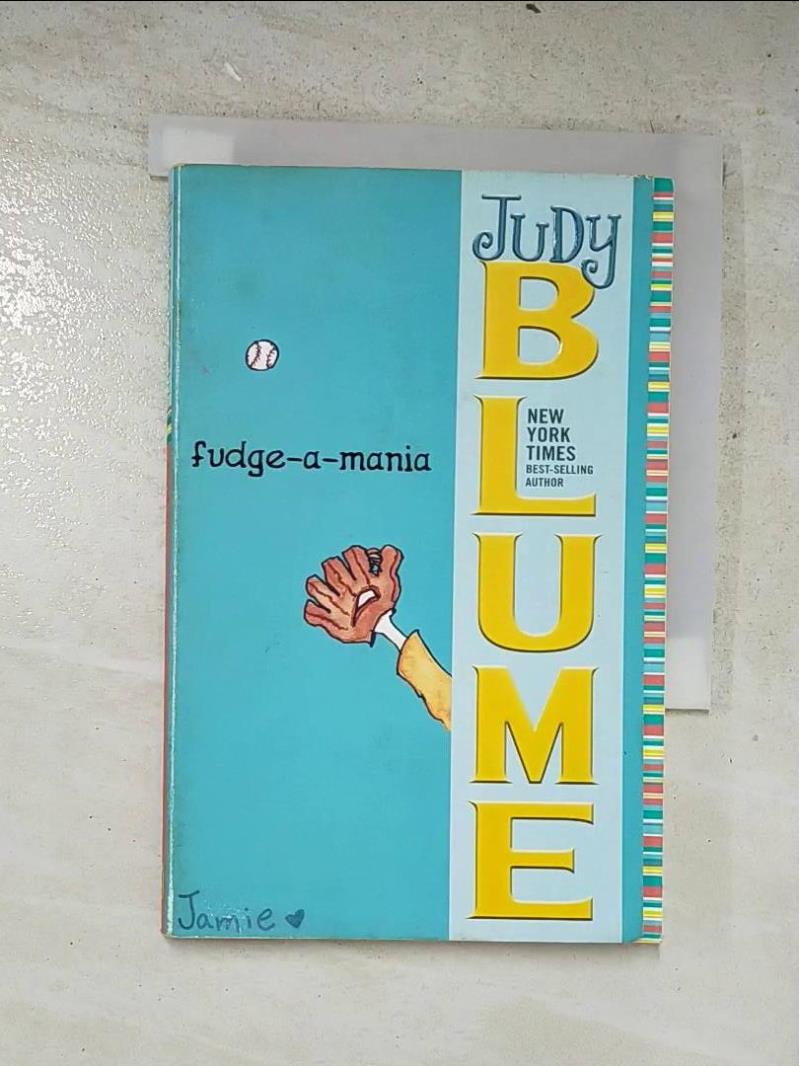 JUDY
BLUME
NEW
YORK
TIMES
BEST-SELLING
AUTHOR
fudge-a-mania
Jamie